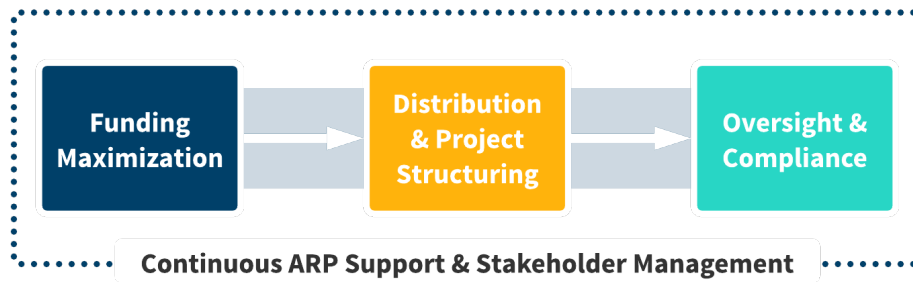 Funding
Maximization
Distribution
& Project
Structuring
Oversight &
Compliance
Continuous ARP Support & Stakeholder Management